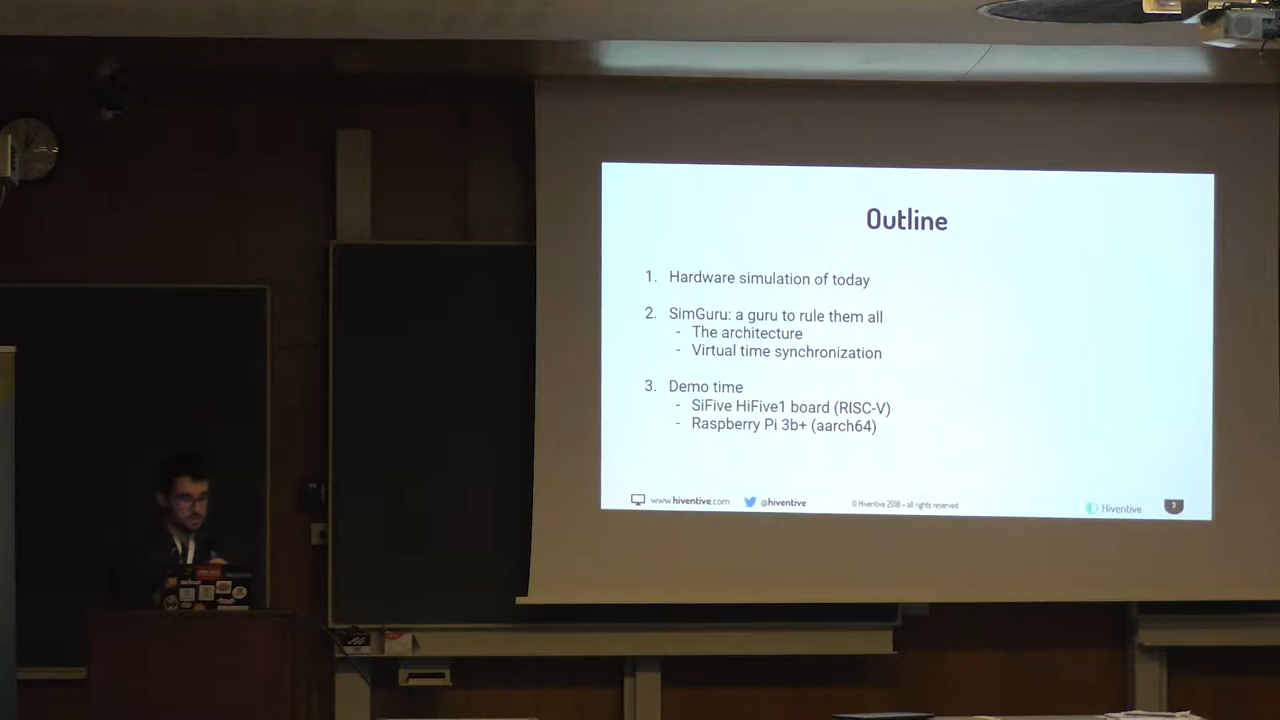 Outline
1. Hardware simulation of today
2. SimGuru: a guru to rule them all
- The architecture
- Virtual time synchronization
3. Demo time
- SiFive HiFive1 board (RISC-V)
- Raspberry Pi 3b+ (aarch64)
www.hiventive.com @hiventive © Hiventive 2018 - all rights reserved Hiventive 3